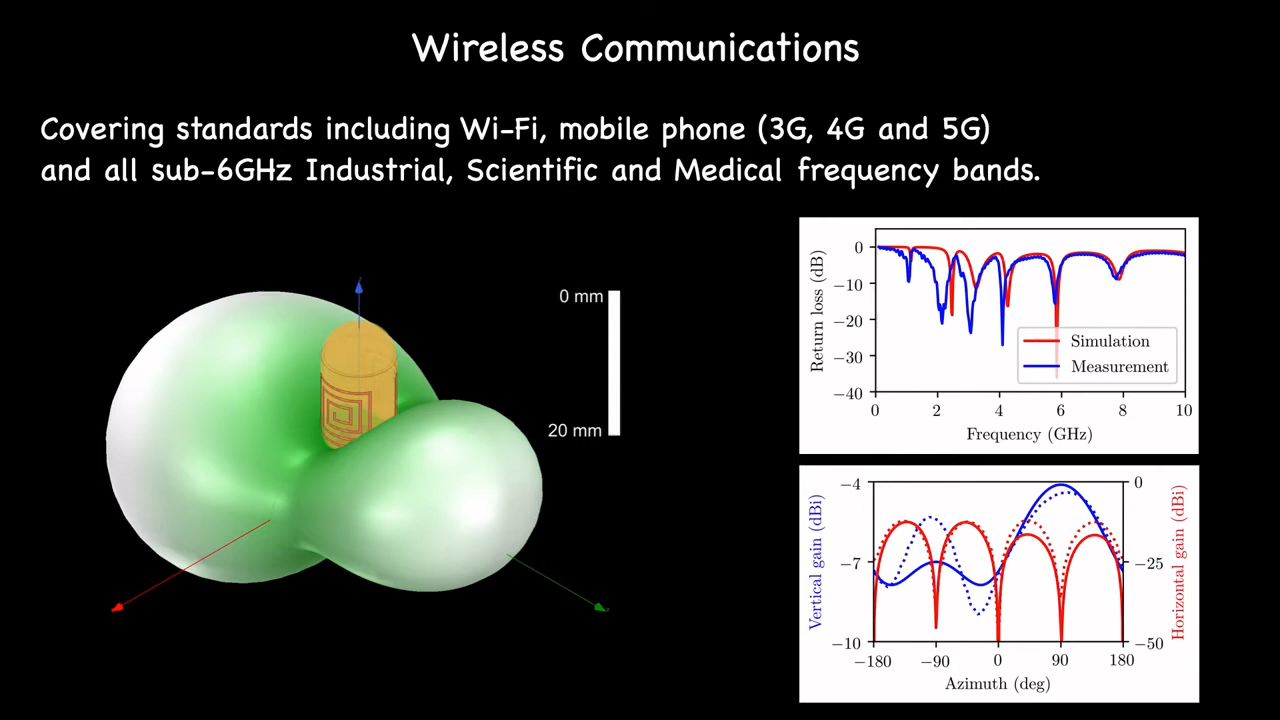 Wireless Communications
Covering standards including Wi-Fi, mobile phone (3G, 4G and 5G)
and all sub-6GHz Industrial, Scientific and Medical frequency bands.
0 mm
20 mm
Return loss (dB)
0
−10
−20
−30
−40
Simulation
Measurement
0 2 4 6 8 10
Frequency (GHz)
Vertical gain (dBi)
−4
−7
−10
0
−25
−50
Horizontal gain (dBi)
−180 −90 0 90 180
Azimuth (deg)